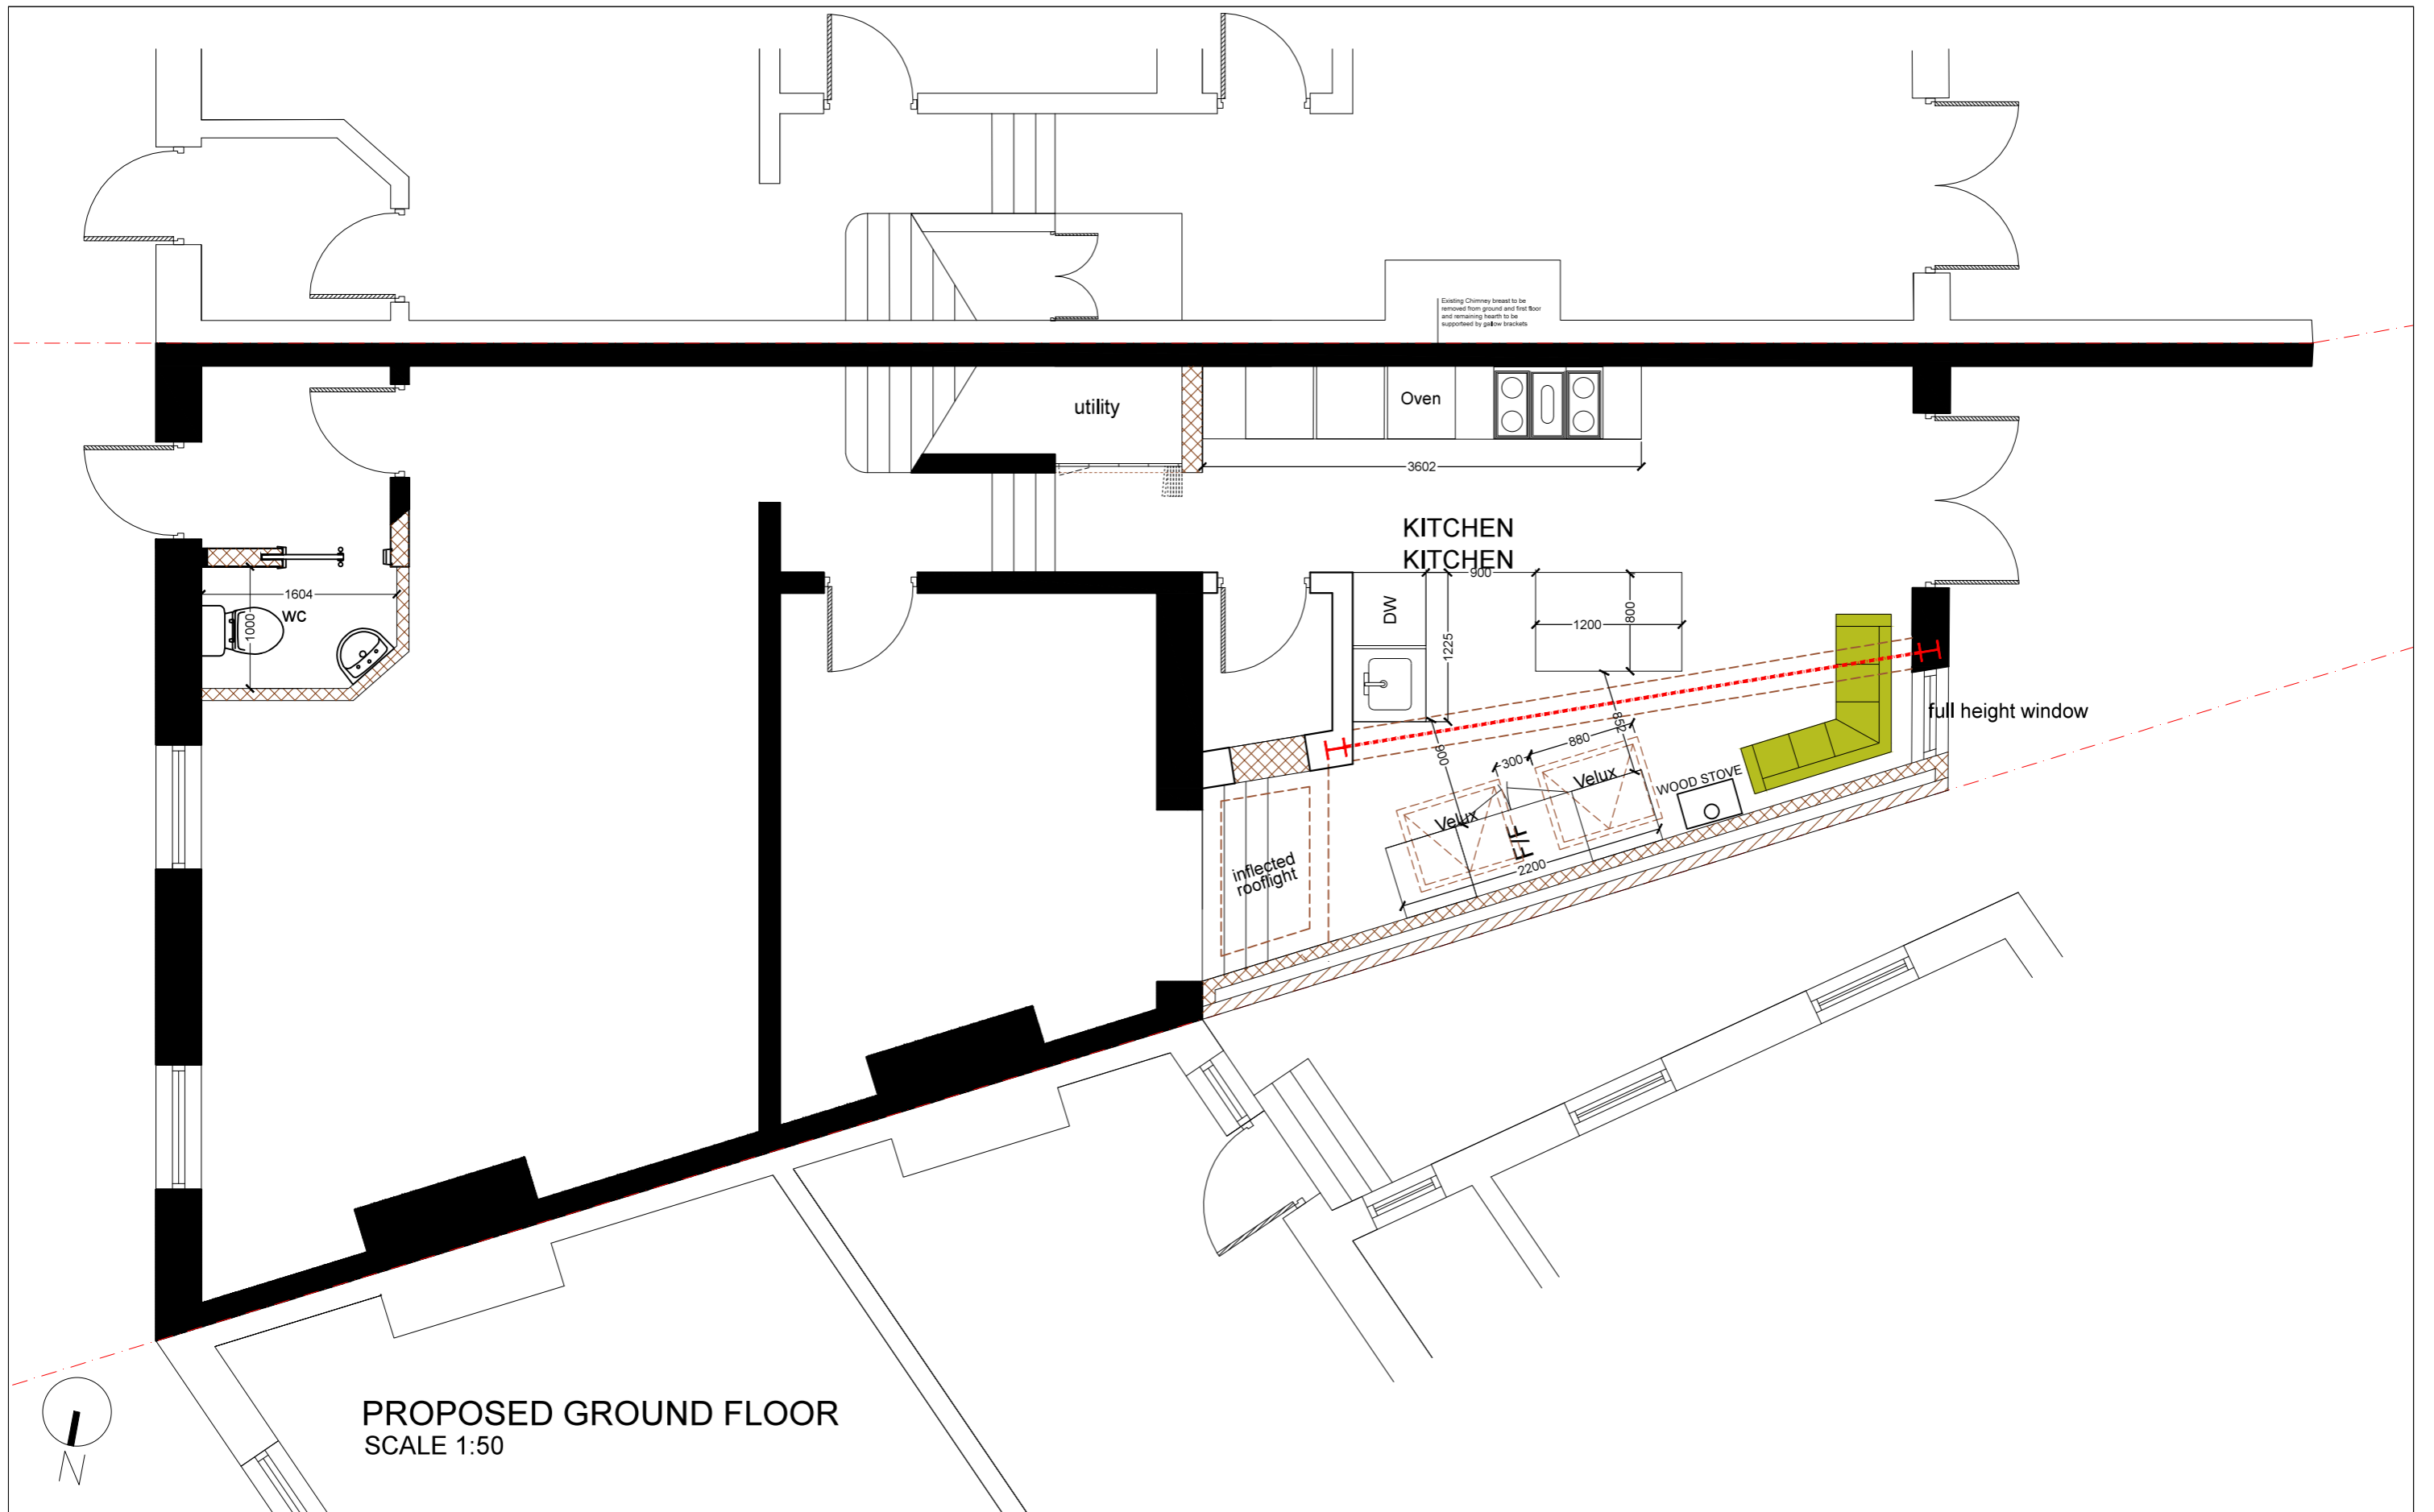 Existing Chimney breast to be
removed from ground and first floor
and remaining hearth to be
supporteed by gallow brackets
utility
Oven
3602
KITCHEN
KITCHEN
900
1604
wc
1000
DW
1225
1200
800
full height window
852
900
880
300
Velux
WOOD STOVE
Velux
F/F
2200
inflected
rooflight
PROPOSED GROUND FLOOR
SCALE 1:50
N